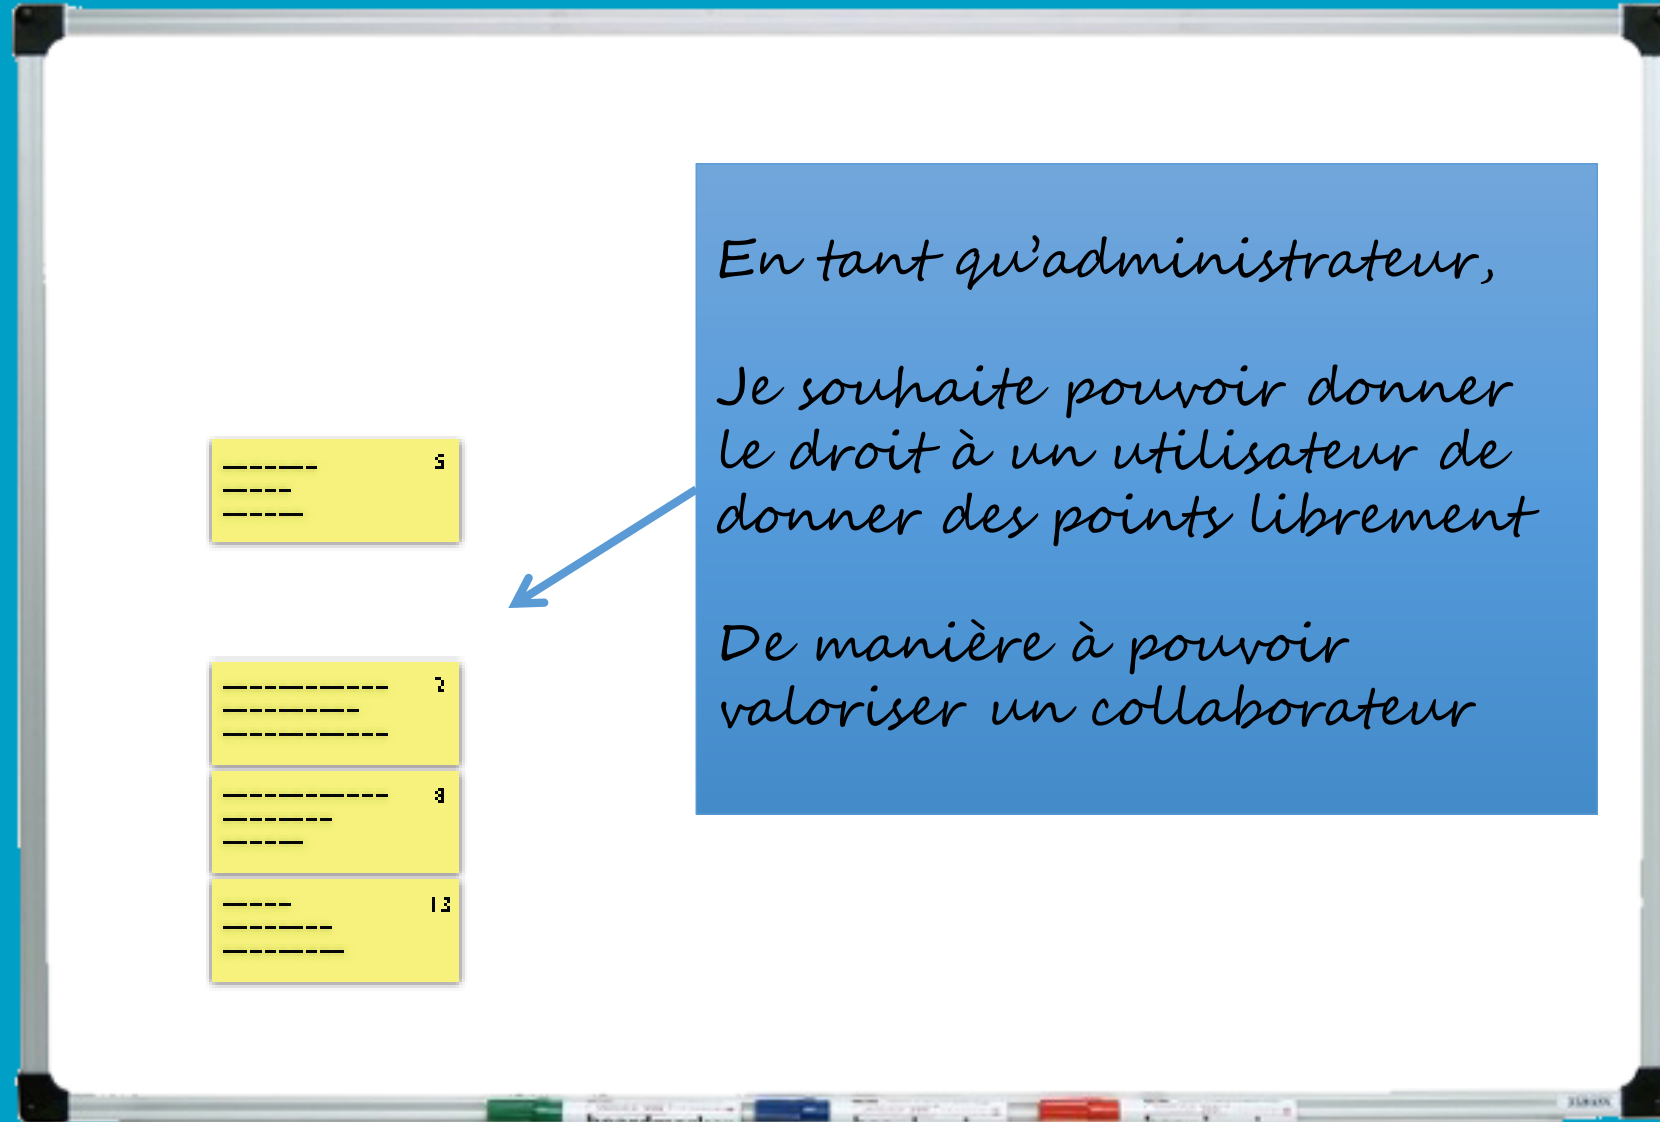 En tant qu'administrateur,
Je souhaite pouvoir donner
le droit à un utilisateur de
donner des points librement
De manière à pouvoir
valoriser un collaborateur
5
2
8
13